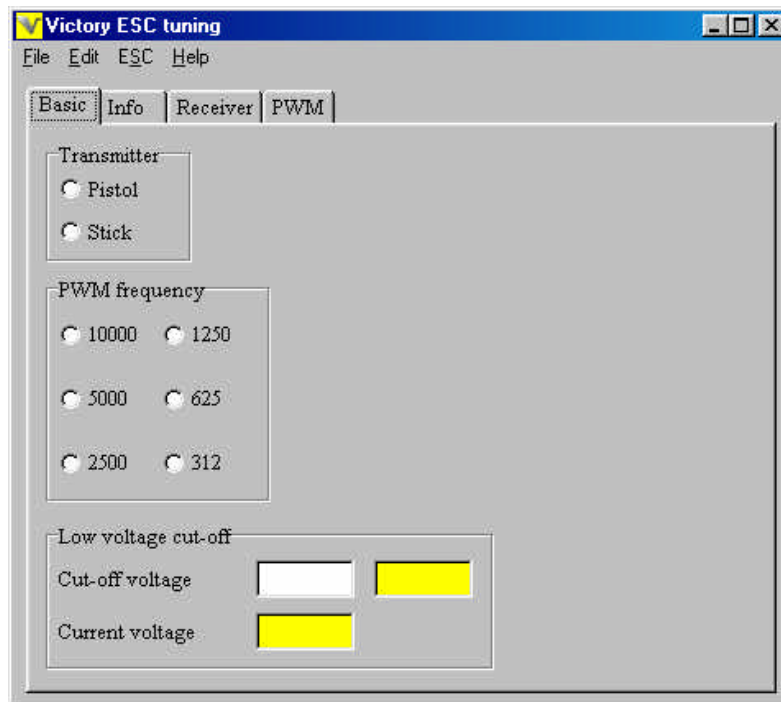 Victory ESC tuning
File Edit ESC Help
Basic Info Receiver PWM
Transmitter
Pistol
Stick
PWM frequency
10000 1250
5000 625
2500 312
Low voltage cut-off
Cut-off voltage
Current voltage